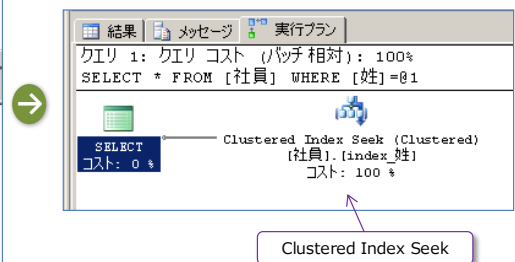 結果 メッセージ 実行プラン
クエリ 1: クエリ コスト (バッチ相対): 100%
SELECT * FROM [社員] WHERE [姓]=@1
Clustered Index Seek (Clustered)
[社員].[index_姓]
コスト: 100 %
SELECT
コスト: 0 %
Clustered Index Seek